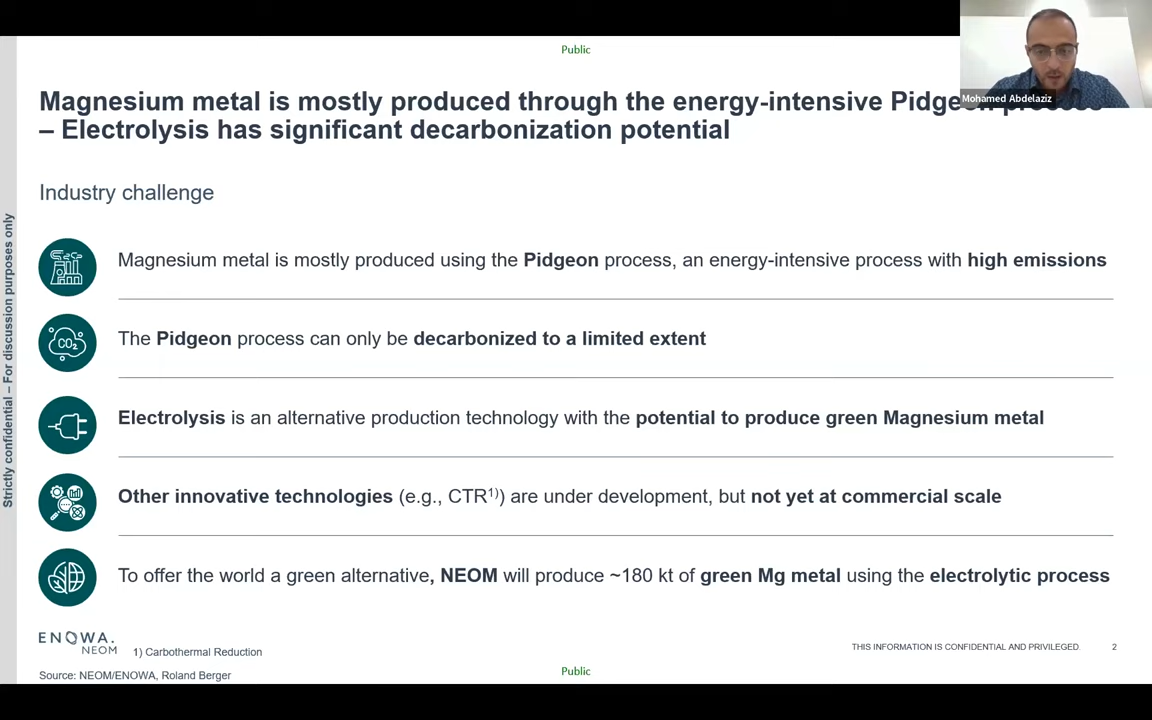 Public
Mohamed Abdelaziz
Magnesium metal is mostly produced through the energy-intensive Pidgeon process
– Electrolysis has significant decarbonization potential
Industry challenge
Strictly confidential – For discussion purposes only
Magnesium metal is mostly produced using the Pidgeon process, an energy-intensive process with high emissions
CO₂
The Pidgeon process can only be decarbonized to a limited extent
Electrolysis is an alternative production technology with the potential to produce green Magnesium metal
Other innovative technologies (e.g., CTR¹⁾) are under development, but not yet at commercial scale
To offer the world a green alternative, NEOM will produce ~180 kt of green Mg metal using the electrolytic process
ENOWA.
NEOM
1) Carbothermal Reduction
THIS INFORMATION IS CONFIDENTIAL AND PRIVILEGED. 2
Source: NEOM/ENOWA, Roland Berger
Public